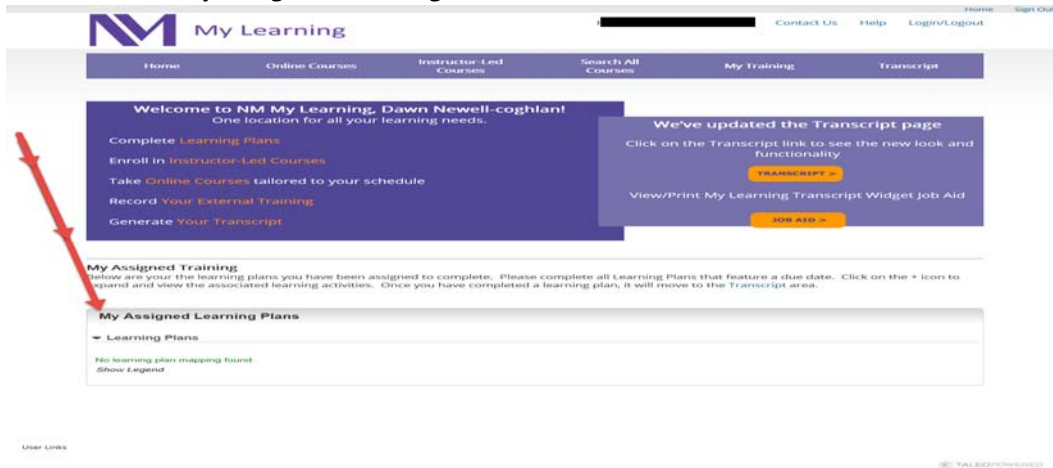 Home Sign Out
NM My Learning
Contact Us Help Login/Logout
Home Online Courses Instructor-Led Courses Search All Courses My Training Transcript
Welcome to NM My Learning, Dawn Newell-coghlan!
One location for all your learning needs.
Complete Learning Plans
Enroll in Instructor-Led Courses
Take Online Courses tailored to your schedule
Record Your External Training
Generate Your Transcript
We've updated the Transcript page
Click on the Transcript link to see the new look and
functionality
TRANSCRIPT >
View/Print My Learning Transcript Widget Job Aid
JOB AID >
My Assigned Training
Below are your the learning plans you have been assigned to complete. Please complete all Learning Plans that feature a due date. Click on the + icon to
expand and view the associated learning activities. Once you have completed a learning plan, it will move to the Transcript area.
My Assigned Learning Plans
Learning Plans
No learning plan mapping found
Show Legend
User Links
TALEOPOWERED